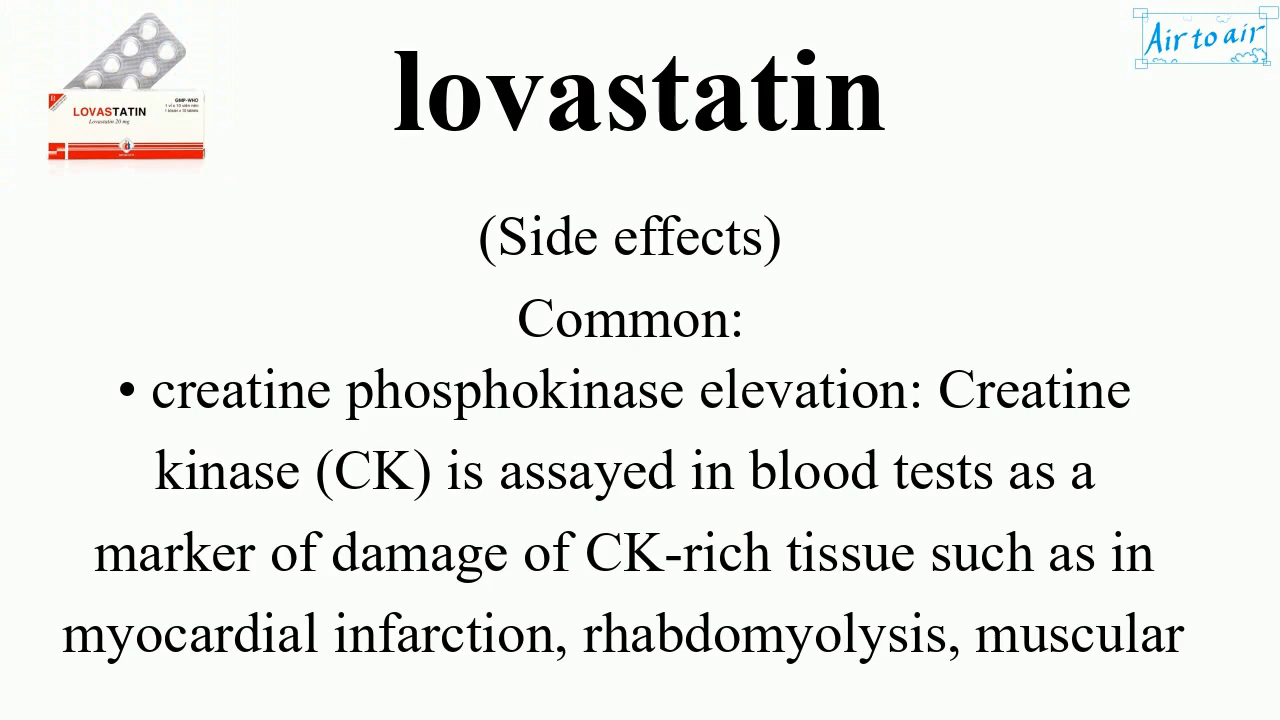 Air to air
LOVASTATIN
Lovastatin 20 mg
GMP-WHO
lovastatin
(Side effects)
Common:
• creatine phosphokinase elevation: Creatine
kinase (CK) is assayed in blood tests as a
marker of damage of CK-rich tissue such as in
myocardial infarction, rhabdomyolysis, muscular